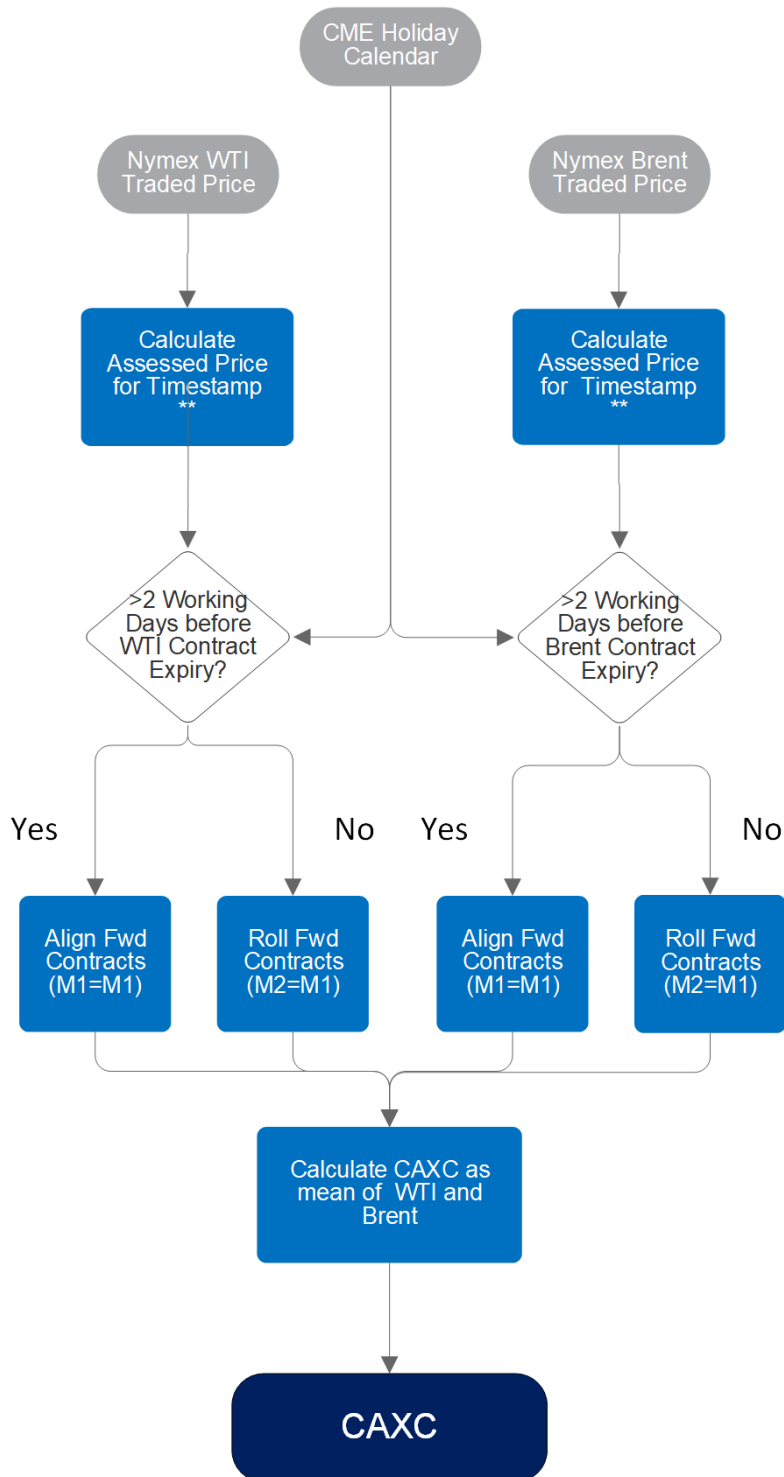 CME Holiday
Calendar
Nymex WTI
Traded Price
Nymex Brent
Traded Price
Calculate
Assessed Price
for Timestamp
**
Calculate
Assessed Price
for Timestamp
**
>2 Working
Days before
WTI Contract
Expiry?
>2 Working
Days before
Brent Contract
Expiry?
Yes
No
Yes
No
Align Fwd
Contracts
(M1=M1)
Roll Fwd
Contracts
(M2=M1)
Align Fwd
Contracts
(M1=M1)
Roll Fwd
Contracts
(M2=M1)
Calculate CAXC as
mean of WTI and
Brent
CAXC